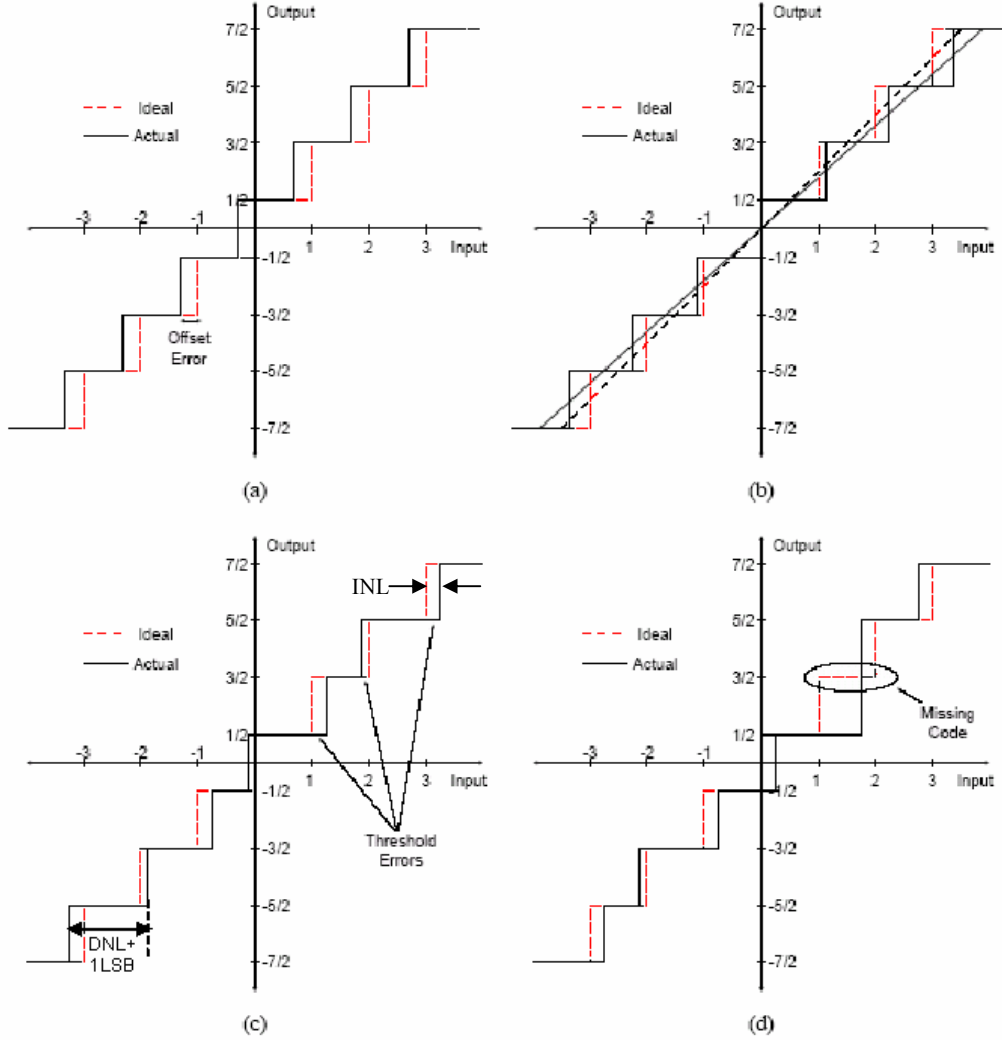 Output
7/2
5/2
3/2
1/2
-1/2
-3/2
-5/2
-7/2
-3 -2 -1
1 2 3 Input
Ideal
Actual
Offset
Error
(a)
Output
7/2
5/2
3/2
1/2
-1/2
-3/2
-5/2
-7/2
-3 -2 -1
1 2 3 Input
Ideal
Actual
(b)
Output
7/2
5/2
3/2
1/2
-1/2
-3/2
-5/2
-7/2
-3 -2 -1
1 2 3 Input
INL
Ideal
Actual
Threshold
Errors
DNL+
1LSB
(c)
Output
7/2
5/2
3/2
1/2
-1/2
-3/2
-5/2
-7/2
-3 -2 -1
1 2 3 Input
Ideal
Actual
Missing
Code
(d)